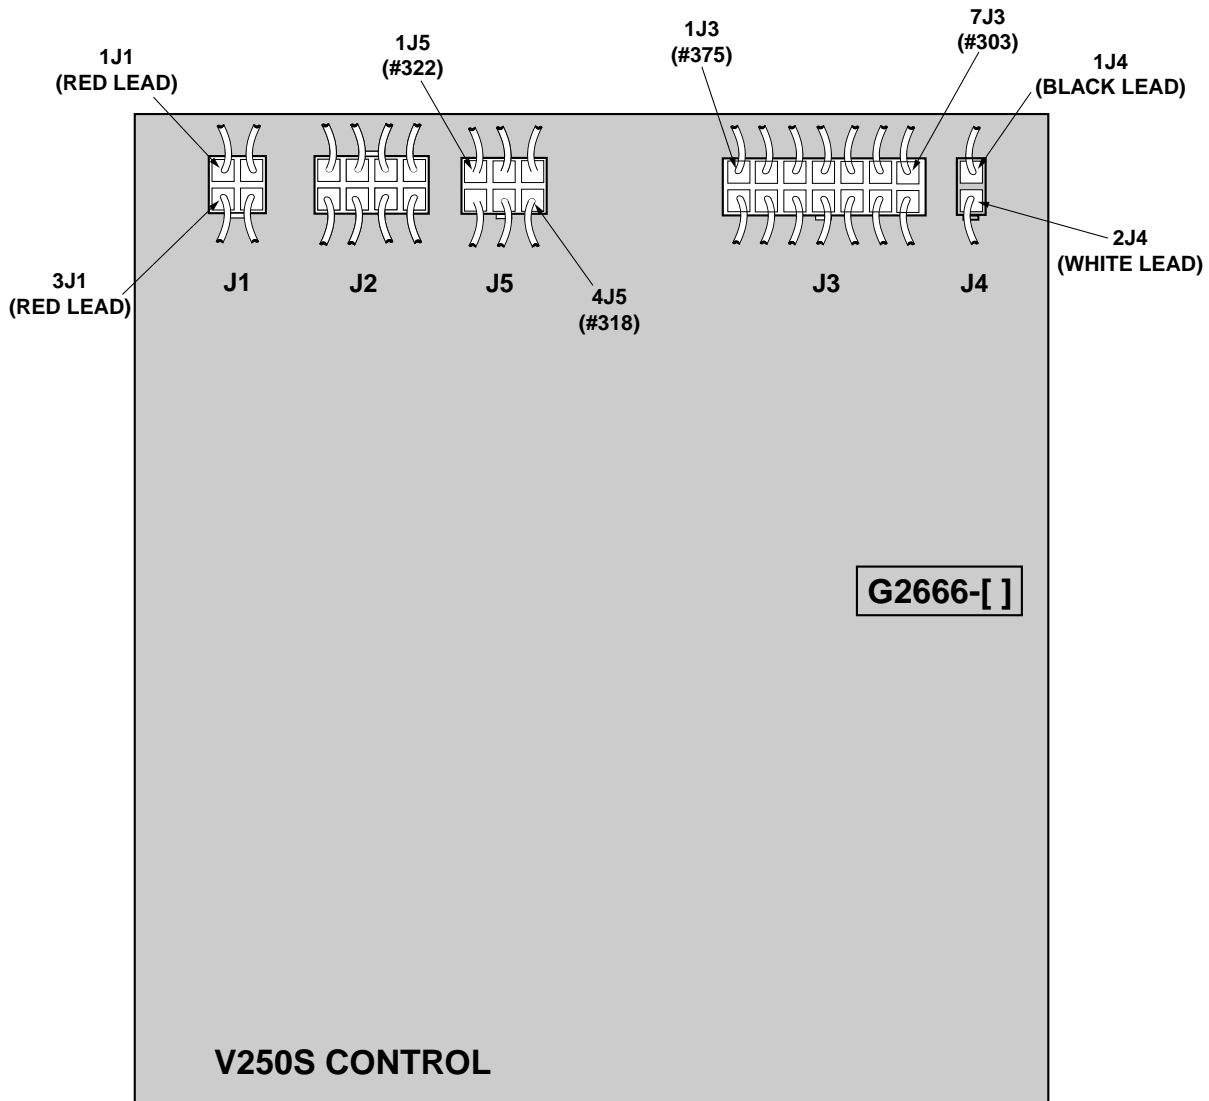 1J1
(RED LEAD)
1J5
(#322)
1J3
(#375)
7J3
(#303)
1J4
(BLACK LEAD)
3J1
(RED LEAD)
J1
J2
J5
4J5
(#318)
J3
J4
2J4
(WHITE LEAD)
G2666-[ ]
V250S CONTROL